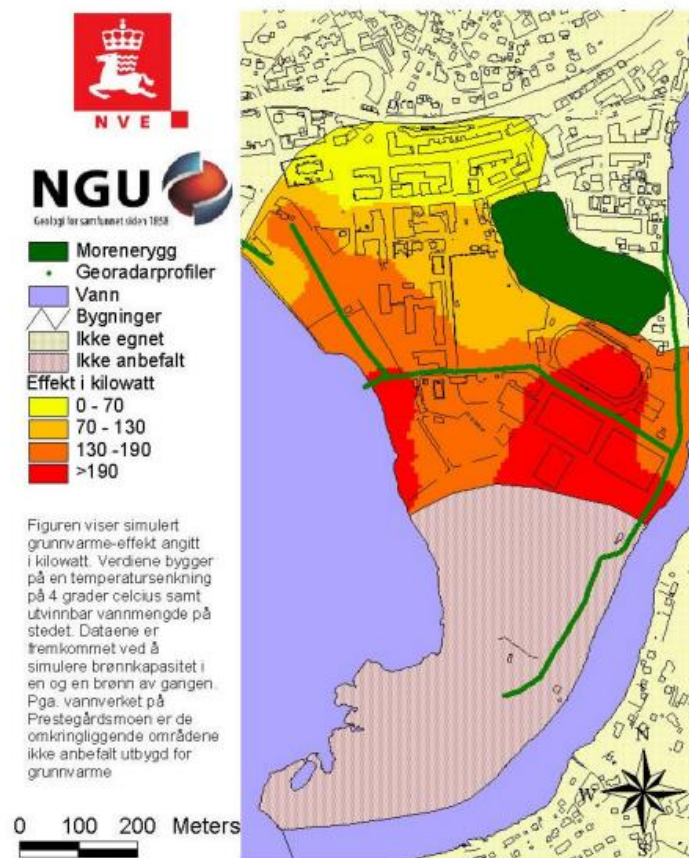 NVE
NGU
Geologi for samfunnet siden 1858
Morenerygg
Georadarprofiler
Vann
Bygninger
Ikke egnet
Ikke anbefalt
Effekt i kilowatt
0 - 70
70 - 130
130 -190
>190
Figuren viser simulert
grunnvarme-effekt angitt
i kilowatt. Verdiene bygger
på en temperatursenkning
på 4 grader celcius samt
utvinnbar vannmengde på
stedet. Dataene er
fremkommet ved å
simulere brønnkapasitet i
en og en brønn av gangen.
Pga. vannverket på
Prestegårdsmoen er de
omkringliggende områdene
ikke anbefalt utbygd for
grunnvarme
0 100 200 Meters
N
W
E
S